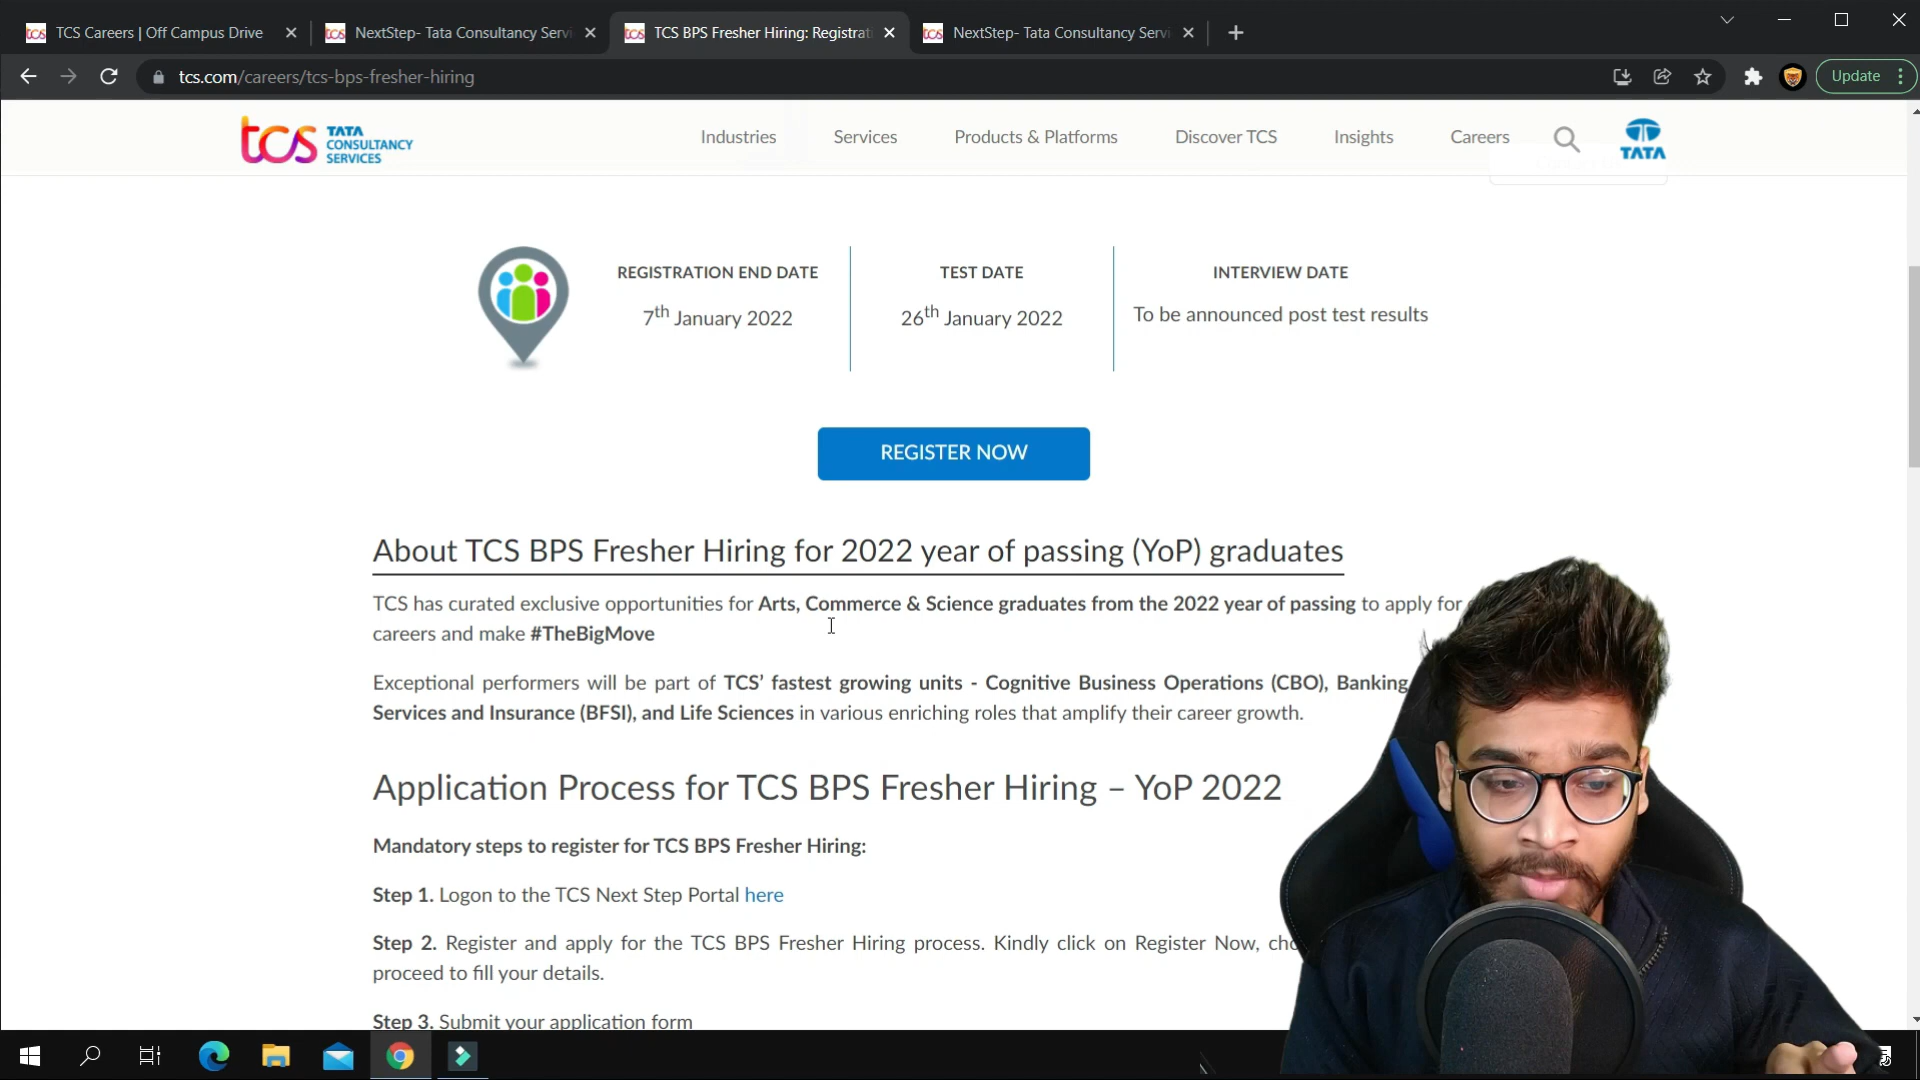 TCS Careers | Off Campus Drive
NextStep- Tata Consultancy Servi
TCS BPS Fresher Hiring: Registrati
NextStep- Tata Consultancy Servi
tcs.com/careers/tcs-bps-fresher-hiring
Update
tcs TATA
CONSULTANCY
SERVICES
Industries Services Products & Platforms Discover TCS Insights Careers
TATA
REGISTRATION END DATE TEST DATE INTERVIEW DATE
7th January 2022 26th January 2022 To be announced post test results
REGISTER NOW
About TCS BPS Fresher Hiring for 2022 year of passing (YoP) graduates
TCS has curated exclusive opportunities for Arts, Commerce & Science graduates from the 2022 year of passing to apply for
careers and make #TheBigMove
Exceptional performers will be part of TCS’ fastest growing units - Cognitive Business Operations (CBO), Banking
Services and Insurance (BFSI), and Life Sciences in various enriching roles that amplify their career growth.
Application Process for TCS BPS Fresher Hiring – YoP 2022
Mandatory steps to register for TCS BPS Fresher Hiring:
Step 1. Logon to the TCS Next Step Portal here
Step 2. Register and apply for the TCS BPS Fresher Hiring process. Kindly click on Register Now,
proceed to fill your details.
Step 3. Submit your application form